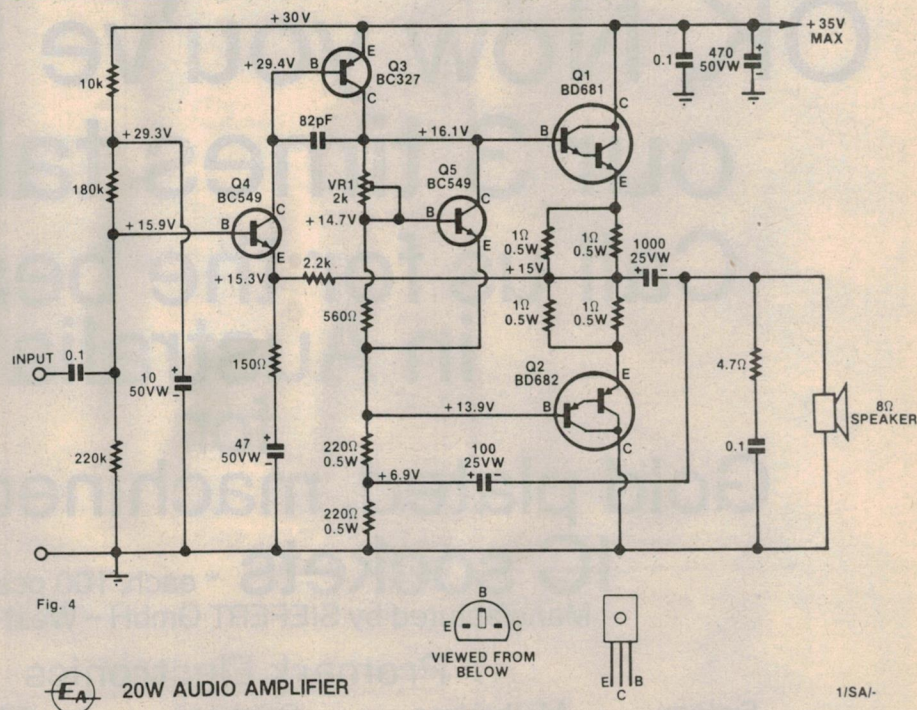 +30V
+35V
MAX
0.1
470
50VW
10k
+29.4V
B
E
C
Q3
BC327
82pF
+29.3V
180k
+16.1V
Q1
BD681
B
C
E
Q4
BC549
VR1
2k
Q5
BC549
+15.9V
B
C
E
+14.7V
B
C
E
+15.3V
2.2k
1Ω
0.5W
1Ω
0.5W
+15V
1000
25VW
1Ω
0.5W
1Ω
0.5W
560Ω
INPUT
0.1
10
50VW
150Ω
Q2
BD682
+13.9V
B
E
C
4.7Ω
8Ω
SPEAKER
220k
47
50VW
220Ω
0.5W
+6.9V
100
25VW
0.1
220Ω
0.5W
Fig. 4
B
E
C
VIEWED FROM
BELOW
E
C
B
EA
20W AUDIO AMPLIFIER
1/SA/-